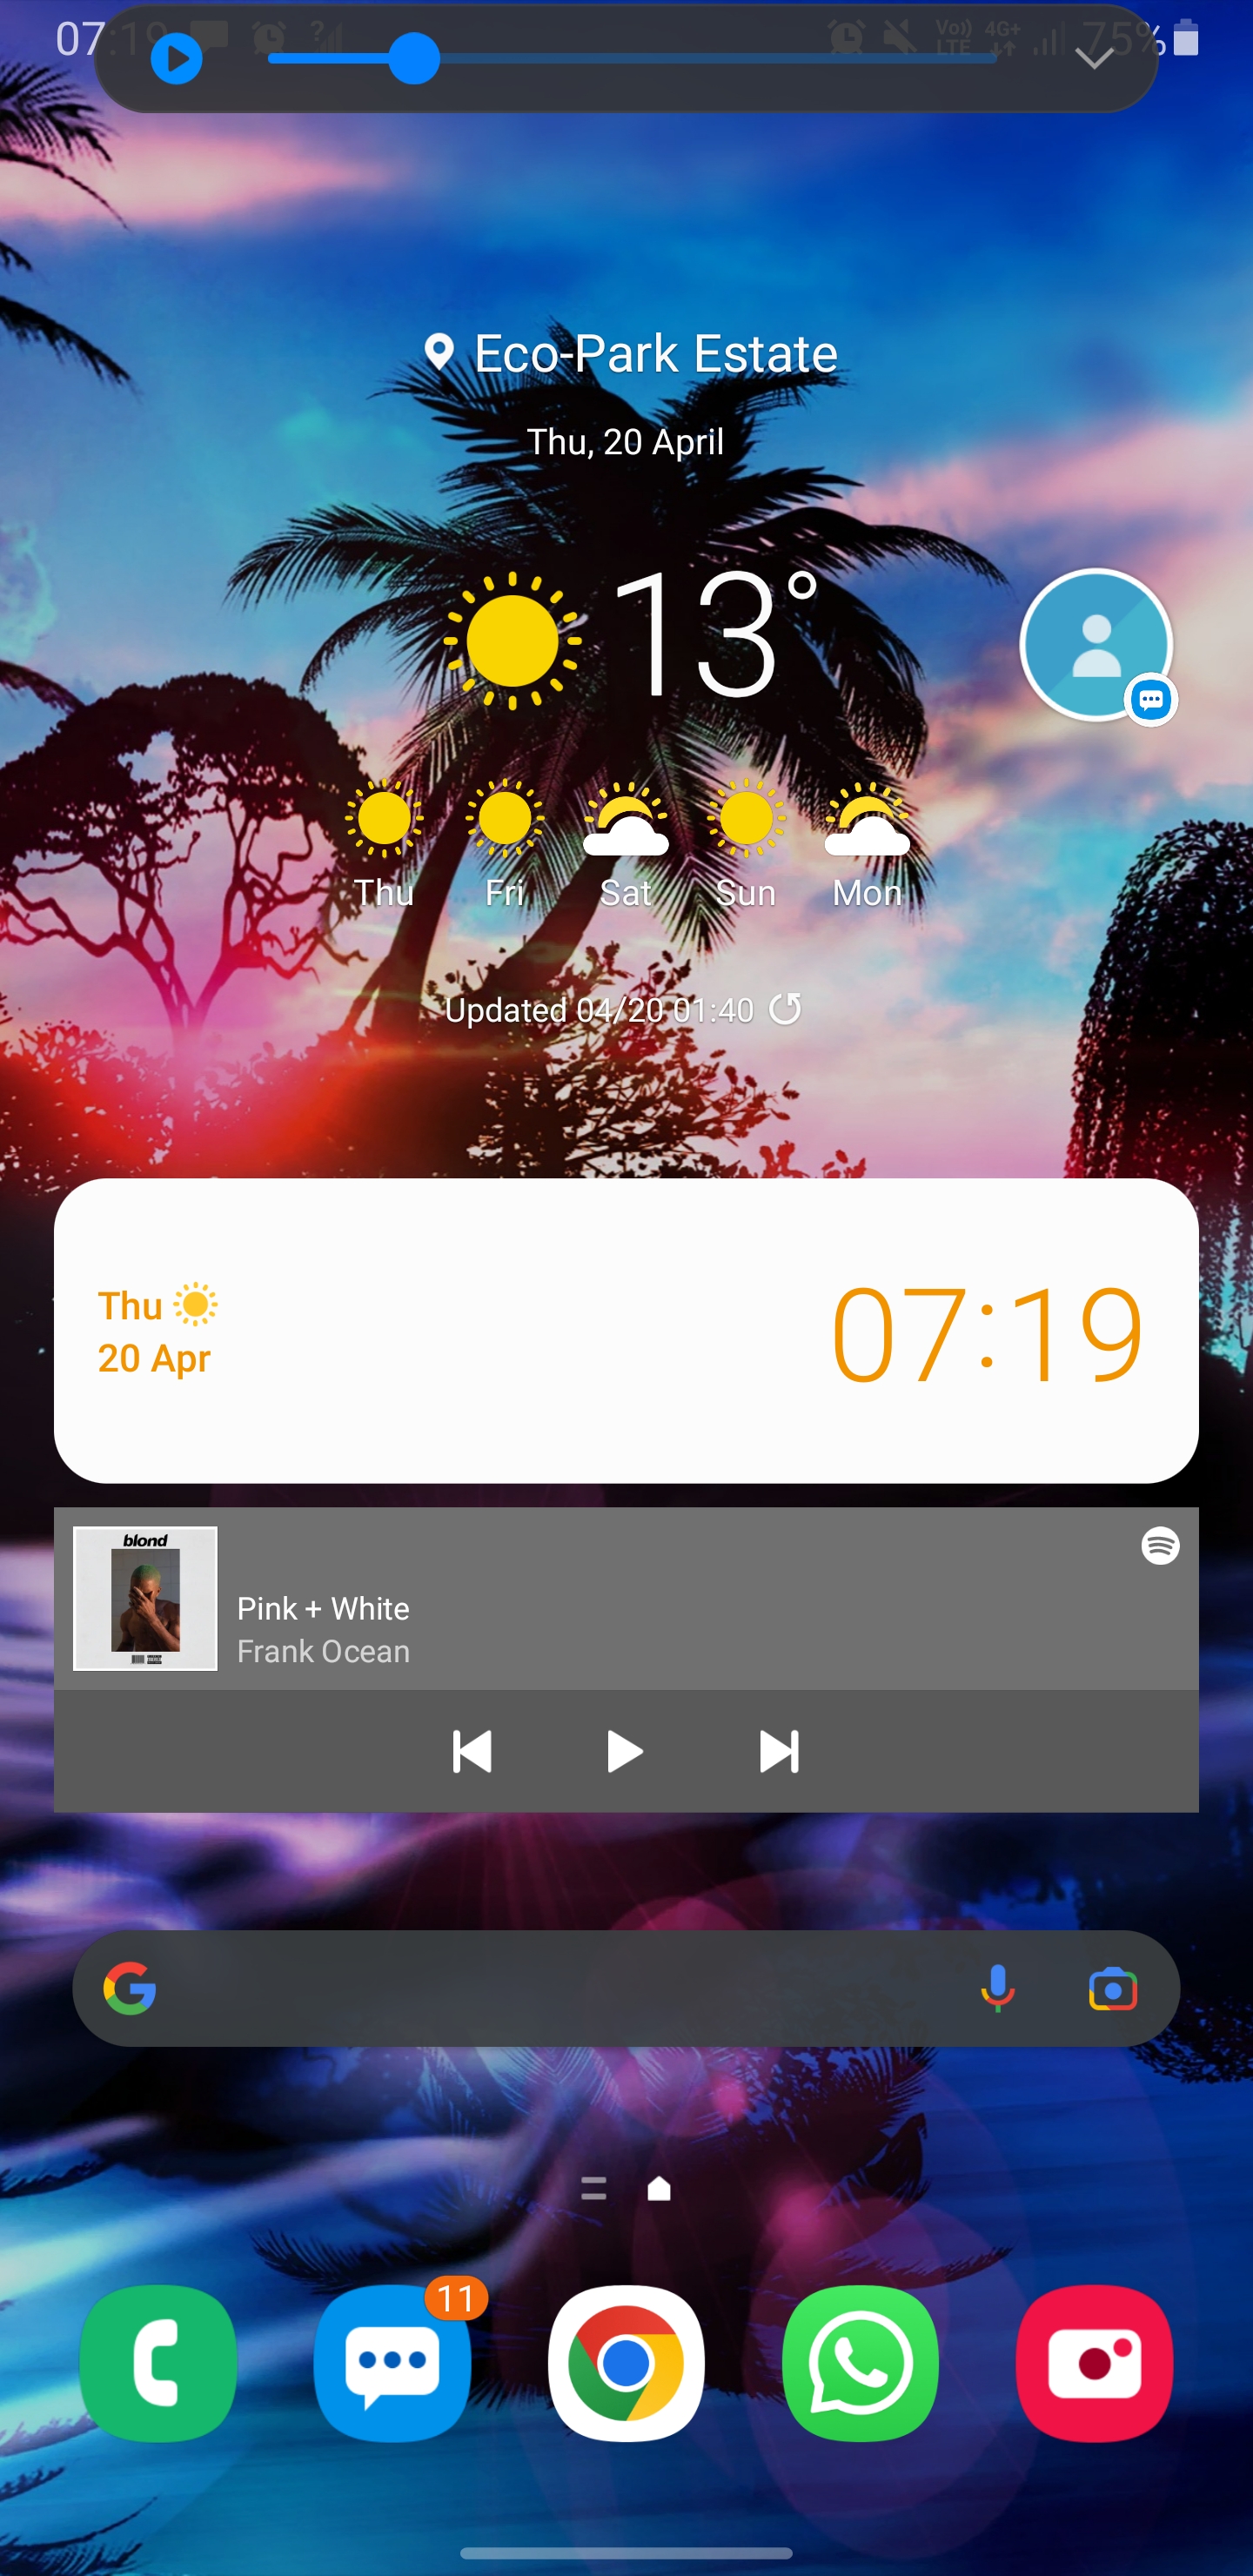 07:19
?
Vo))
LTE
4G+
75%
Eco-Park Estate
Thu, 20 April
13°
Thu Fri Sat Sun Mon
Updated 04/20 01:40
Thu
20 Apr
07:19
blond
Pink + White
Frank Ocean
G
11